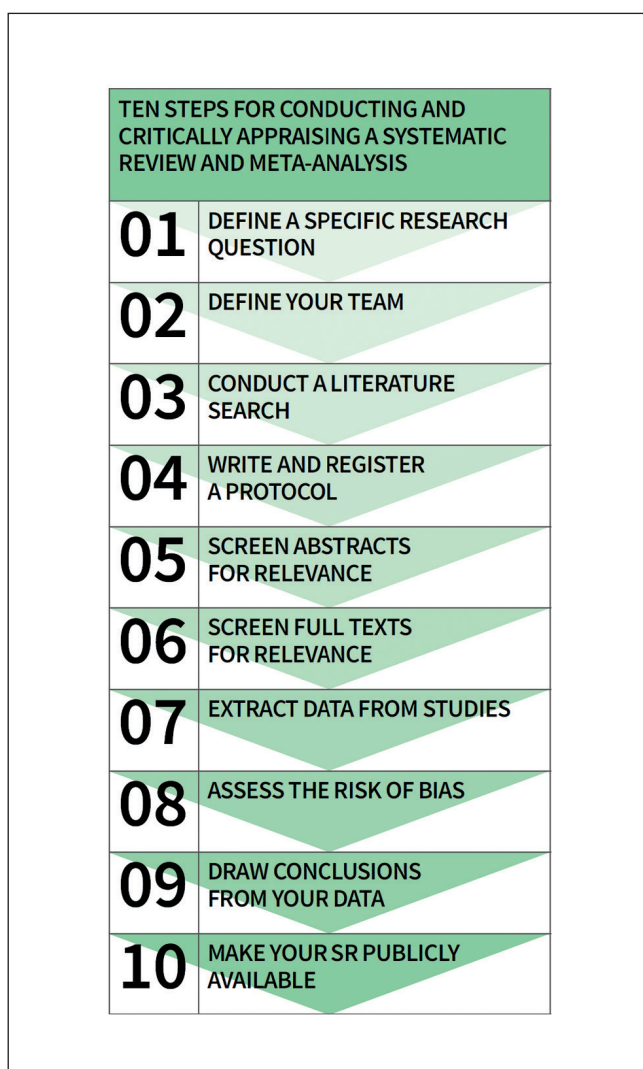 TEN STEPS FOR CONDUCTING AND
CRITICALLY APPRAISING A SYSTEMATIC
REVIEW AND META-ANALYSIS
01
DEFINE A SPECIFIC RESEARCH
QUESTION
02
DEFINE YOUR TEAM
03
CONDUCT A LITERATURE
SEARCH
04
WRITE AND REGISTER
A PROTOCOL
05
SCREEN ABSTRACTS
FOR RELEVANCE
06
SCREEN FULL TEXTS
FOR RELEVANCE
07
EXTRACT DATA FROM STUDIES
08
ASSESS THE RISK OF BIAS
09
DRAW CONCLUSIONS
FROM YOUR DATA
10
MAKE YOUR SR PUBLICLY
AVAILABLE